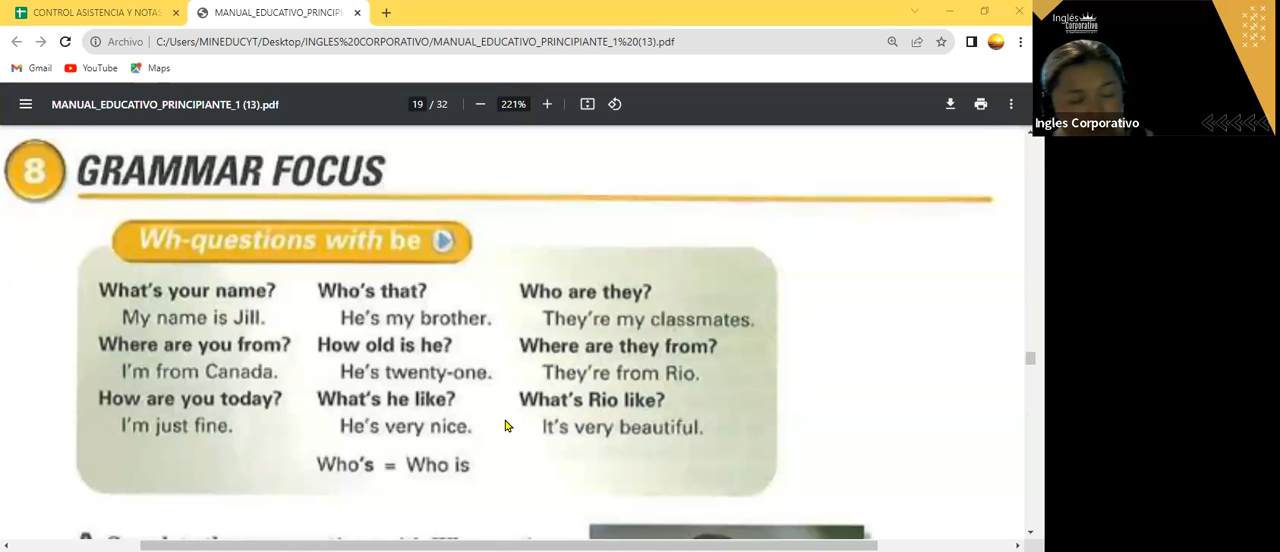 CONTROL ASISTENCIA Y NOTAS
MANUAL_EDUCATIVO_PRINCIPI
Archivo C:/Users/MINEDUCYT/Desktop/INGLES%20CORPORATIVO/MANUAL_EDUCATIVO_PRINCIPIANTE_1%20(13).pdf
Gmail YouTube Maps
MANUAL_EDUCATIVO_PRINCIPIANTE_1 (13).pdf 19 / 32 221%
Inglés
Corporativo
Ingles Corporativo
8 GRAMMAR FOCUS
Wh-questions with be
What's your name?
My name is Jill.
Where are you from?
I'm from Canada.
How are you today?
I'm just fine.
Who's that?
He's my brother.
How old is he?
He's twenty-one.
What's he like?
He's very nice.
Who's = Who is
Who are they?
They're my classmates.
Where are they from?
They're from Rio.
What's Rio like?
It's very beautiful.